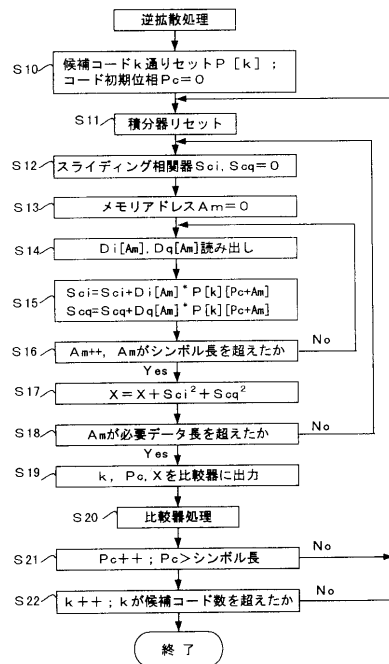 逆拡散処理
S10
候補コードk通りセットP [k] ;
コード初期位相Pc=0
S11
積分器リセット
S12
スライディング相関器Sci, Scq=0
S13
メモリアドレスAm=0
S14
Di[Am], Dq[Am]読み出し
S15
Sci=Sci+Di[Am]*P[k][Pc+Am]
Scq=Scq+Dq[Am]*P[k][Pc+Am]
S16
Am++, Amがシンボル長を超えたか
No
Yes
S17
X=X+Sci²+Scq²
S18
Amが必要データ長を超えたか
No
Yes
S19
k, Pc, Xを比較器に出力
S20
比較器処理
S21
Pc++ ; Pc>シンボル長
No
S22
k++ ; kが候補コード数を超えたか
No
終了